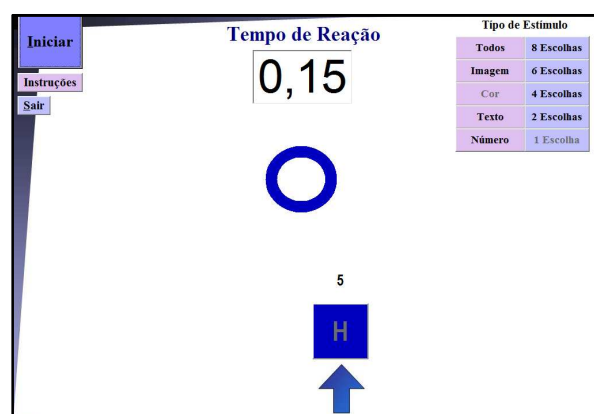 Iniciar
Instruções
Sair
Tempo de Reação
0,15
Tipo de Estímulo
Todos 8 Escolhas
Imagem 6 Escolhas
Cor 4 Escolhas
Texto 2 Escolhas
Número 1 Escolha
5
H